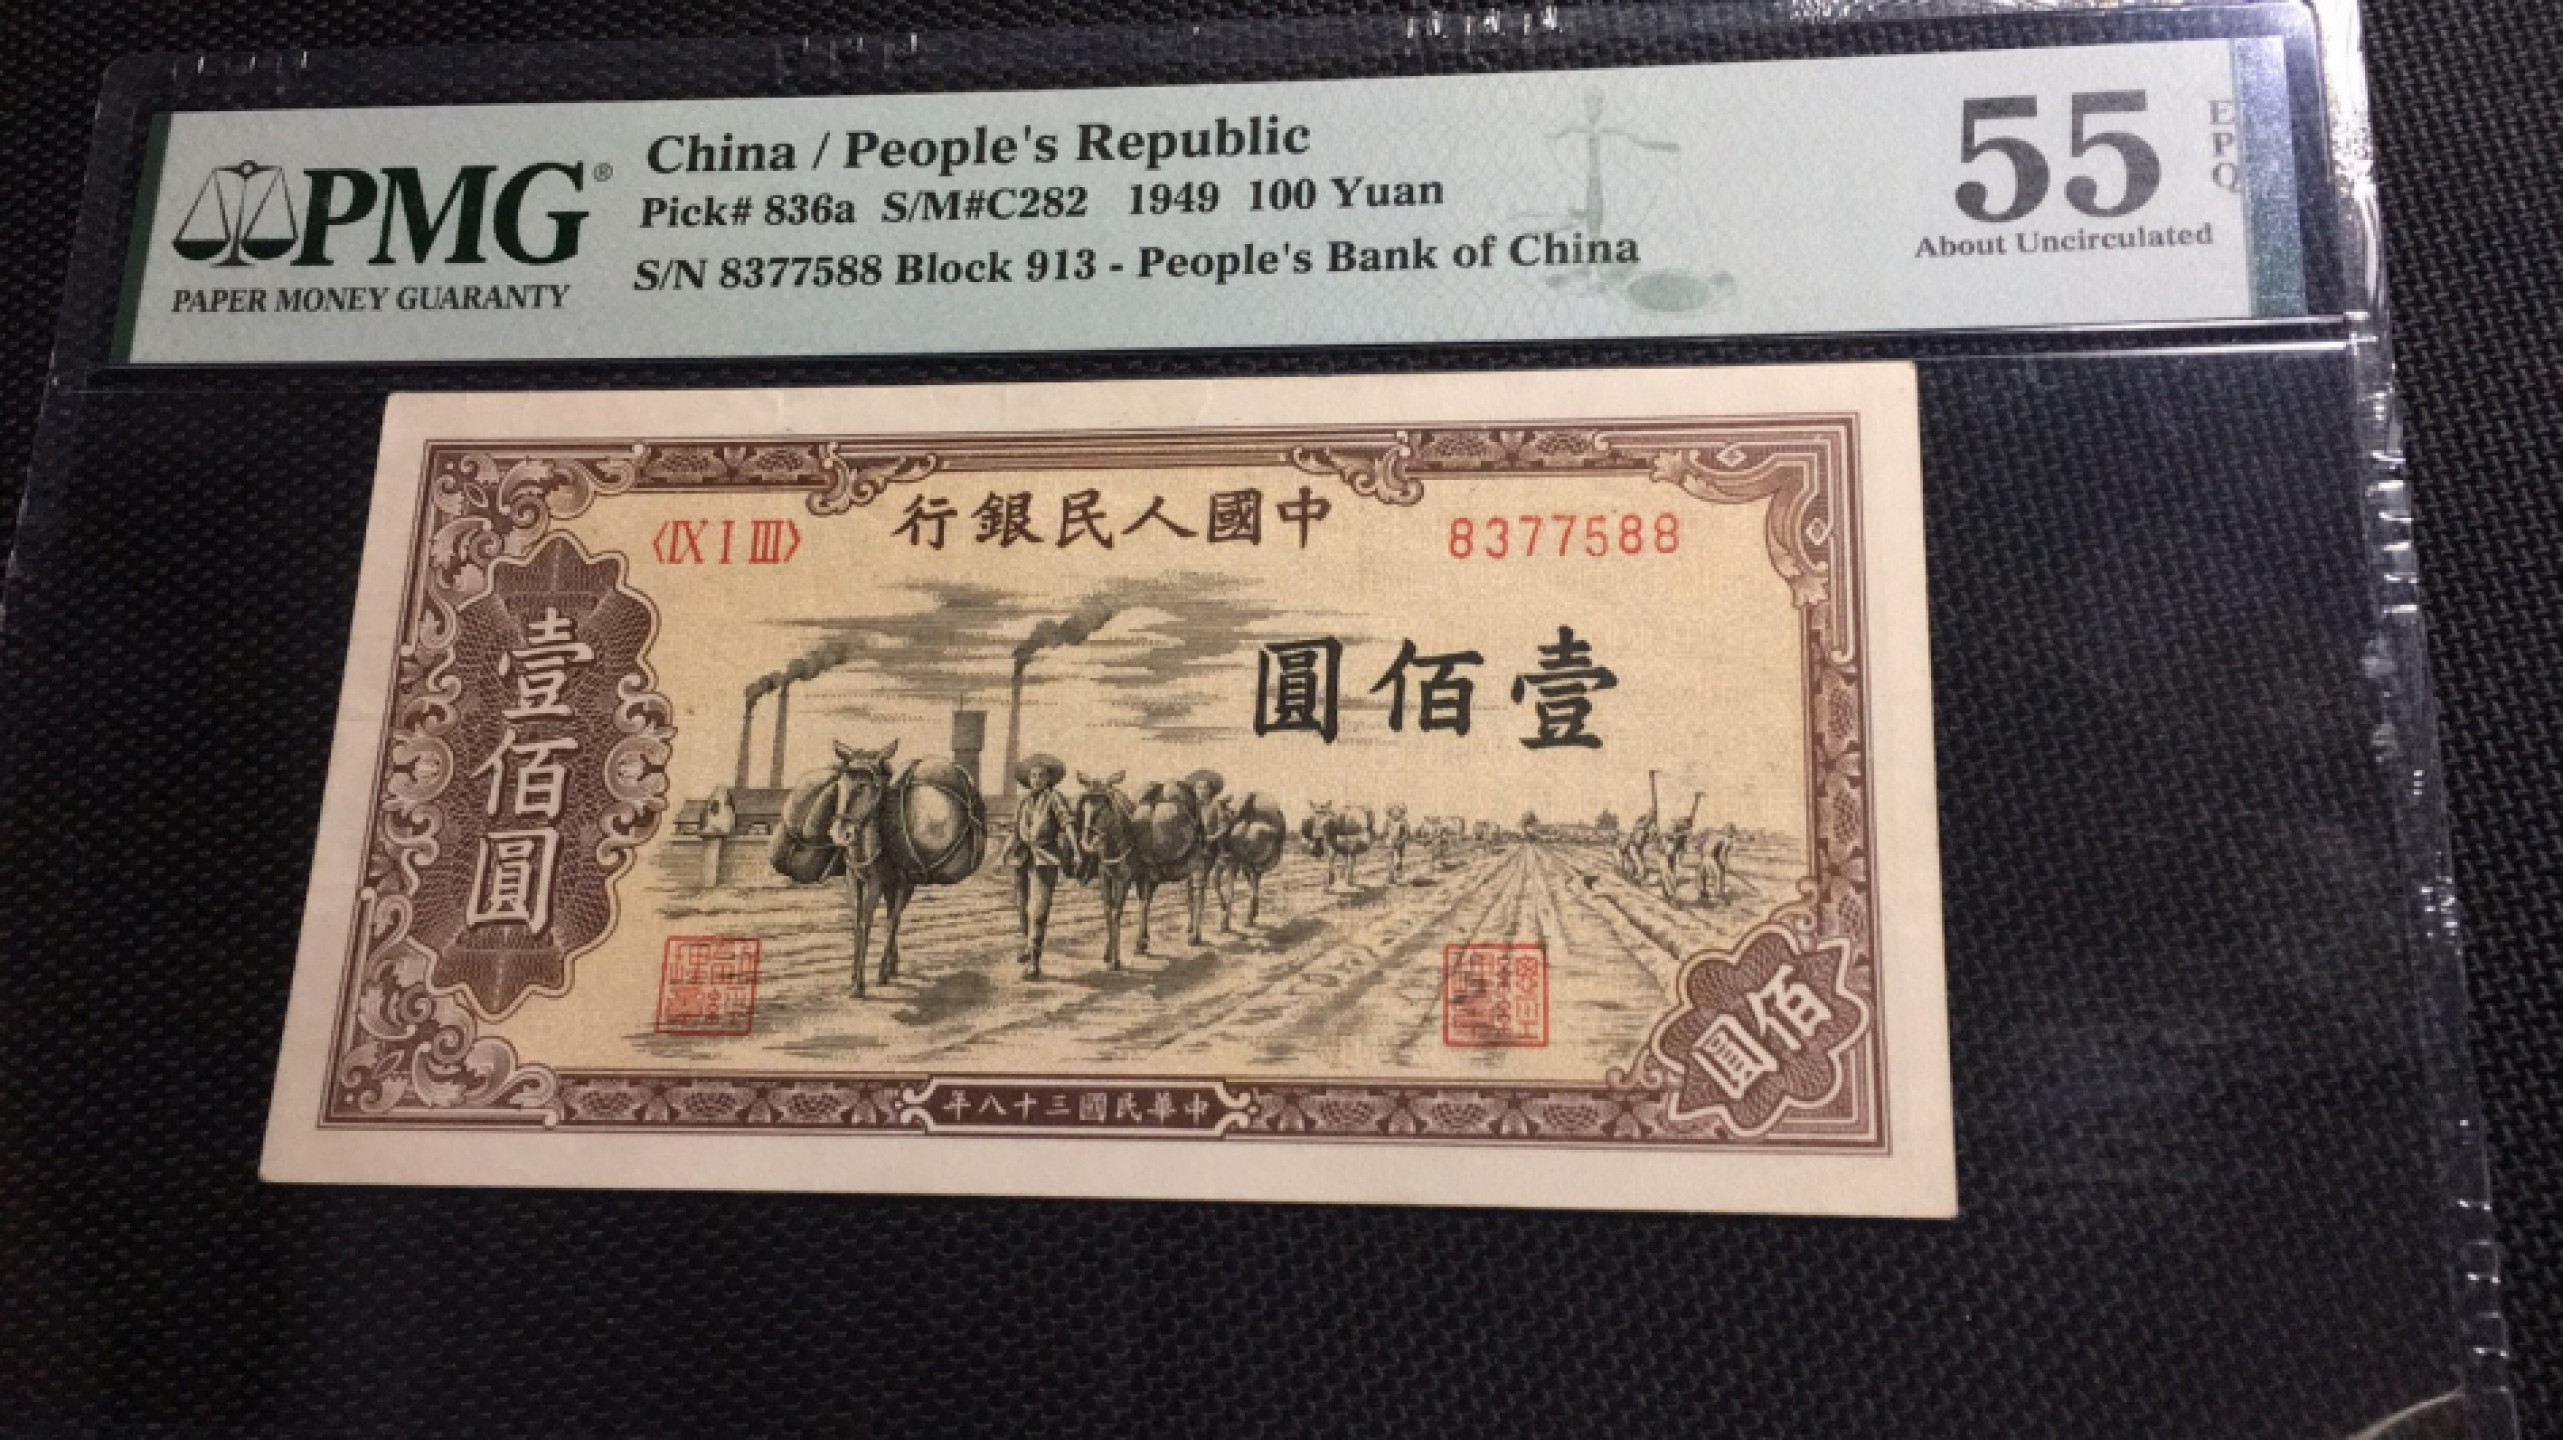 PMG®
PAPER MONEY GUARANTY
China / People's Republic
Pick# 836a S/M#C282 1949 100 Yuan
S/N 8377588 Block 913 - People's Bank of China
55
EPQ
About Uncirculated
〈IX I III〉
行銀民人國中
8377588
圓佰壹
壹佰圓
佰圓
年八十三國民華中